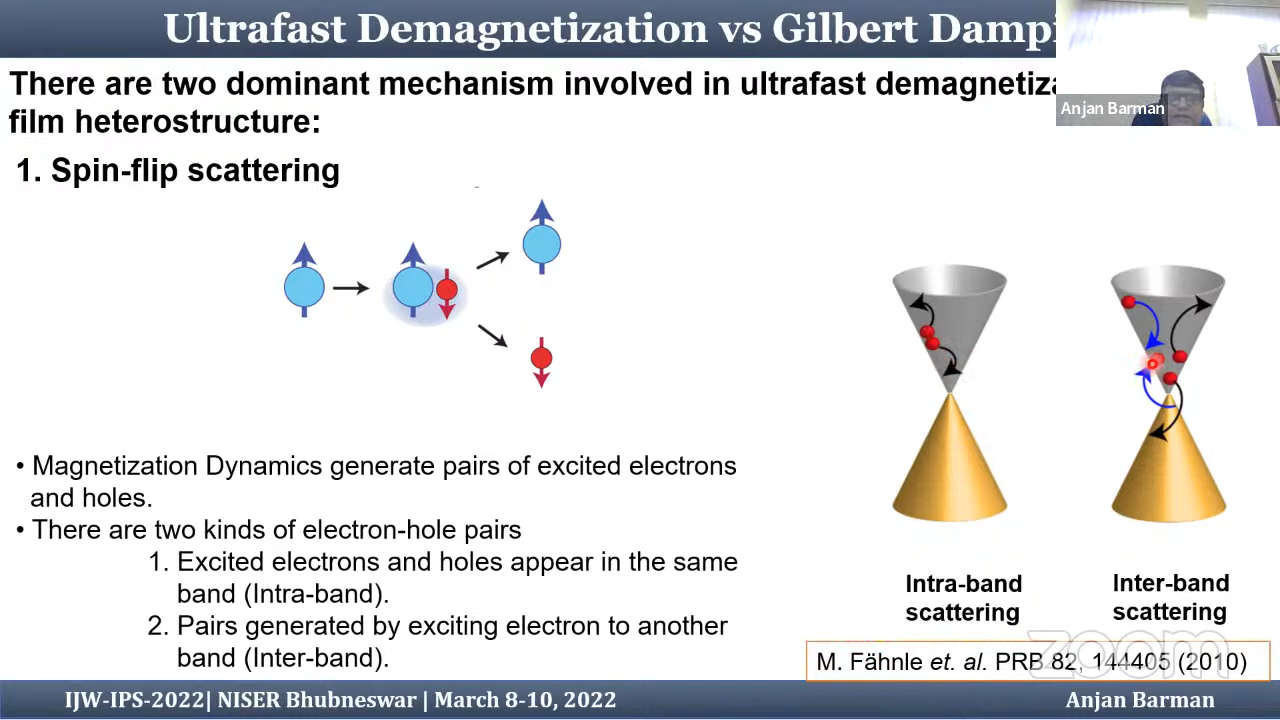 Ultrafast Demagnetization vs Gilbert
There are two dominant mechanism involved in ultrafast
film heterostructure:
Anjan Barman
1. Spin-flip scattering
• Magnetization Dynamics generate pairs of excited electrons
and holes.
• There are two kinds of electron-hole pairs
1. Excited electrons and holes appear in the same
band (Intra-band).
2. Pairs generated by exciting electron to another
band (Inter-band).
Intra-band
scattering
Inter-band
scattering
zoom
M. Fähnle et. al. PRB 82, 144405 (2010)
IJW-IPS-2022| NISER Bhubneswar | March 8-10, 2022
Anjan Barman